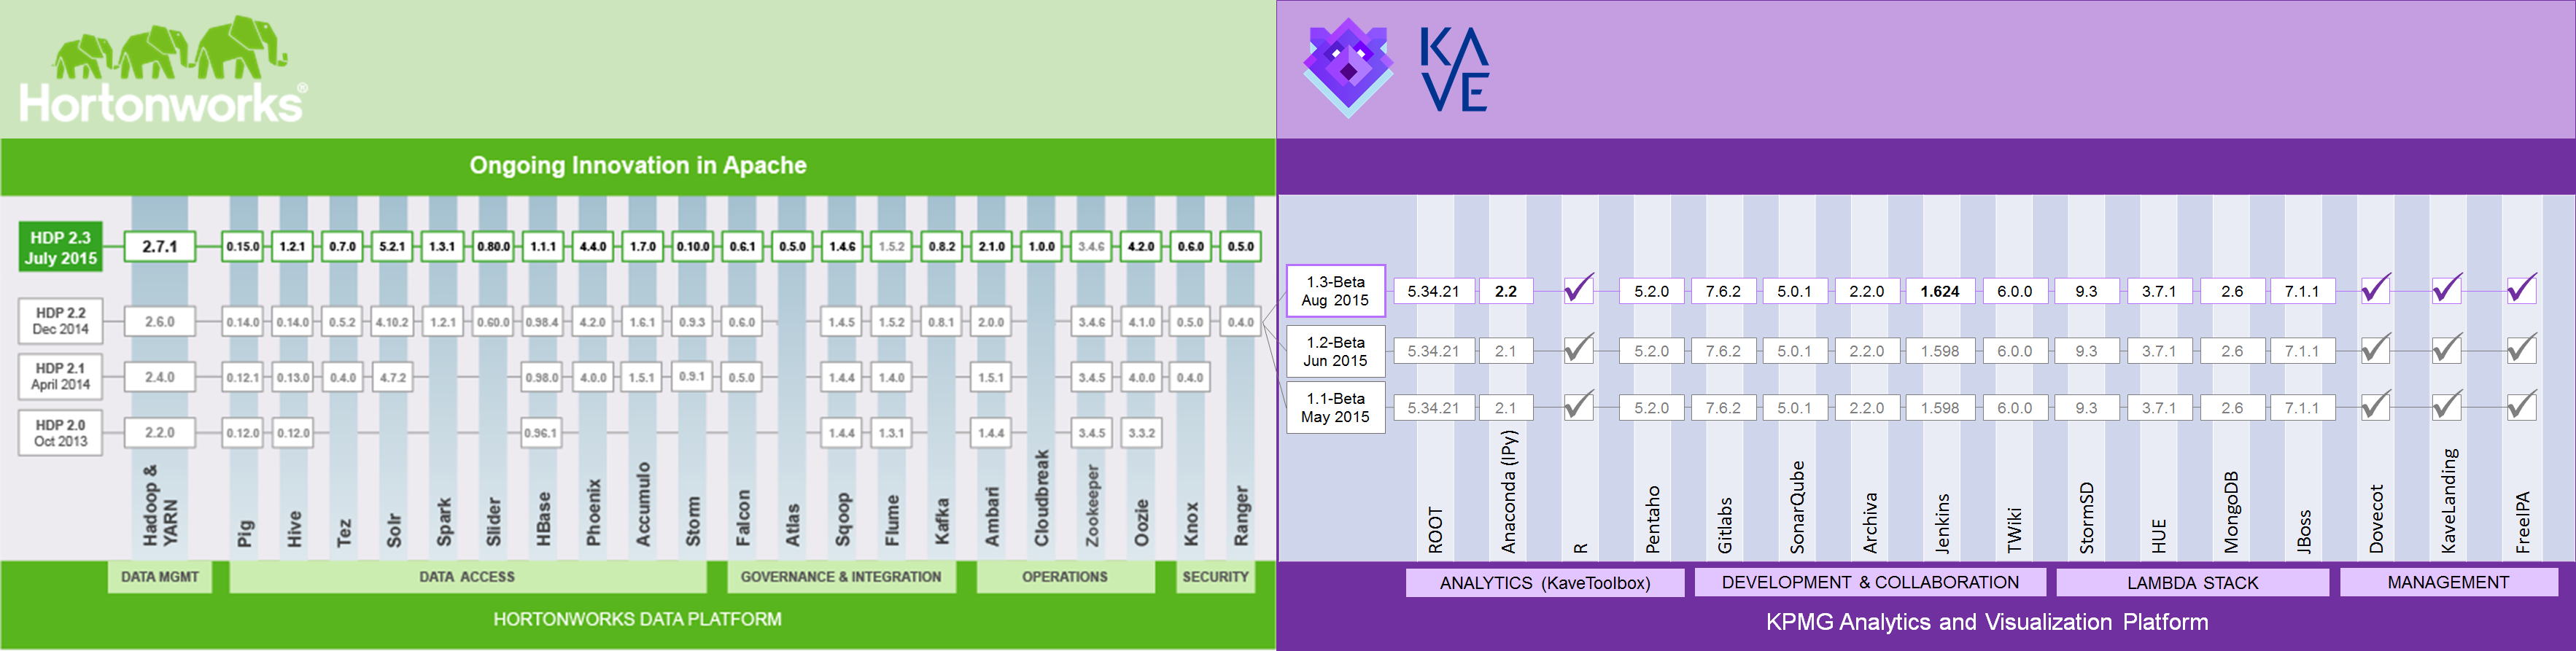 Hortonworks®
KAVE
Ongoing Innovation in Apache
HDP 2.3
July 2015
2.7.1 0.15.0 1.2.1 0.7.0 5.2.1 1.3.1 0.80.0 1.1.1 4.4.0 1.7.0 0.10.0 0.6.1 0.5.0 1.4.6 1.5.2 0.8.2 2.1.0 1.0.0 3.4.6 4.2.0 0.6.0 0.5.0
HDP 2.2
Dec 2014
2.6.0 0.14.0 0.14.0 0.5.2 4.10.2 1.2.1 0.60.0 0.98.4 4.2.0 1.6.1 0.9.3 0.6.0 1.4.5 1.5.2 0.8.1 2.0.0 3.4.6 4.1.0 0.5.0 0.4.0
HDP 2.1
April 2014
2.4.0 0.12.1 0.13.0 0.4.0 4.7.2 0.98.0 4.0.0 1.5.1 0.9.1 0.5.0 1.4.4 1.4.0 1.5.1 3.4.5 4.0.0 0.4.0
HDP 2.0
Oct 2013
2.2.0 0.12.0 0.12.0 0.96.1 1.4.4 1.3.1 1.4.4 3.4.5 3.3.2
Hadoop & YARN
Pig
Hive
Tez
Solr
Spark
Slider
HBase
Phoenix
Accumulo
Storm
Falcon
Atlas
Sqoop
Flume
Kafka
Ambari
Cloudbreak
Zookeeper
Oozie
Knox
Ranger
DATA MGMT
DATA ACCESS
GOVERNANCE & INTEGRATION
OPERATIONS
SECURITY
HORTONWORKS DATA PLATFORM
1.3-Beta
Aug 2015
5.34.21 2.2 5.2.0 7.6.2 5.0.1 2.2.0 1.624 6.0.0 9.3 3.7.1 2.6 7.1.1
1.2-Beta
Jun 2015
5.34.21 2.1 5.2.0 7.6.2 5.0.1 2.2.0 1.598 6.0.0 9.3 3.7.1 2.6 7.1.1
1.1-Beta
May 2015
5.34.21 2.1 5.2.0 7.6.2 5.0.1 2.2.0 1.598 6.0.0 9.3 3.7.1 2.6 7.1.1
ROOT
Anaconda (IPy)
R
Pentaho
Gitlabs
SonarQube
Archiva
Jenkins
TWiki
StormSD
HUE
MongoDB
JBoss
Dovecot
KaveLanding
FreeIPA
ANALYTICS (KaveToolbox)
DEVELOPMENT & COLLABORATION
LAMBDA STACK
MANAGEMENT
KPMG Analytics and Visualization Platform